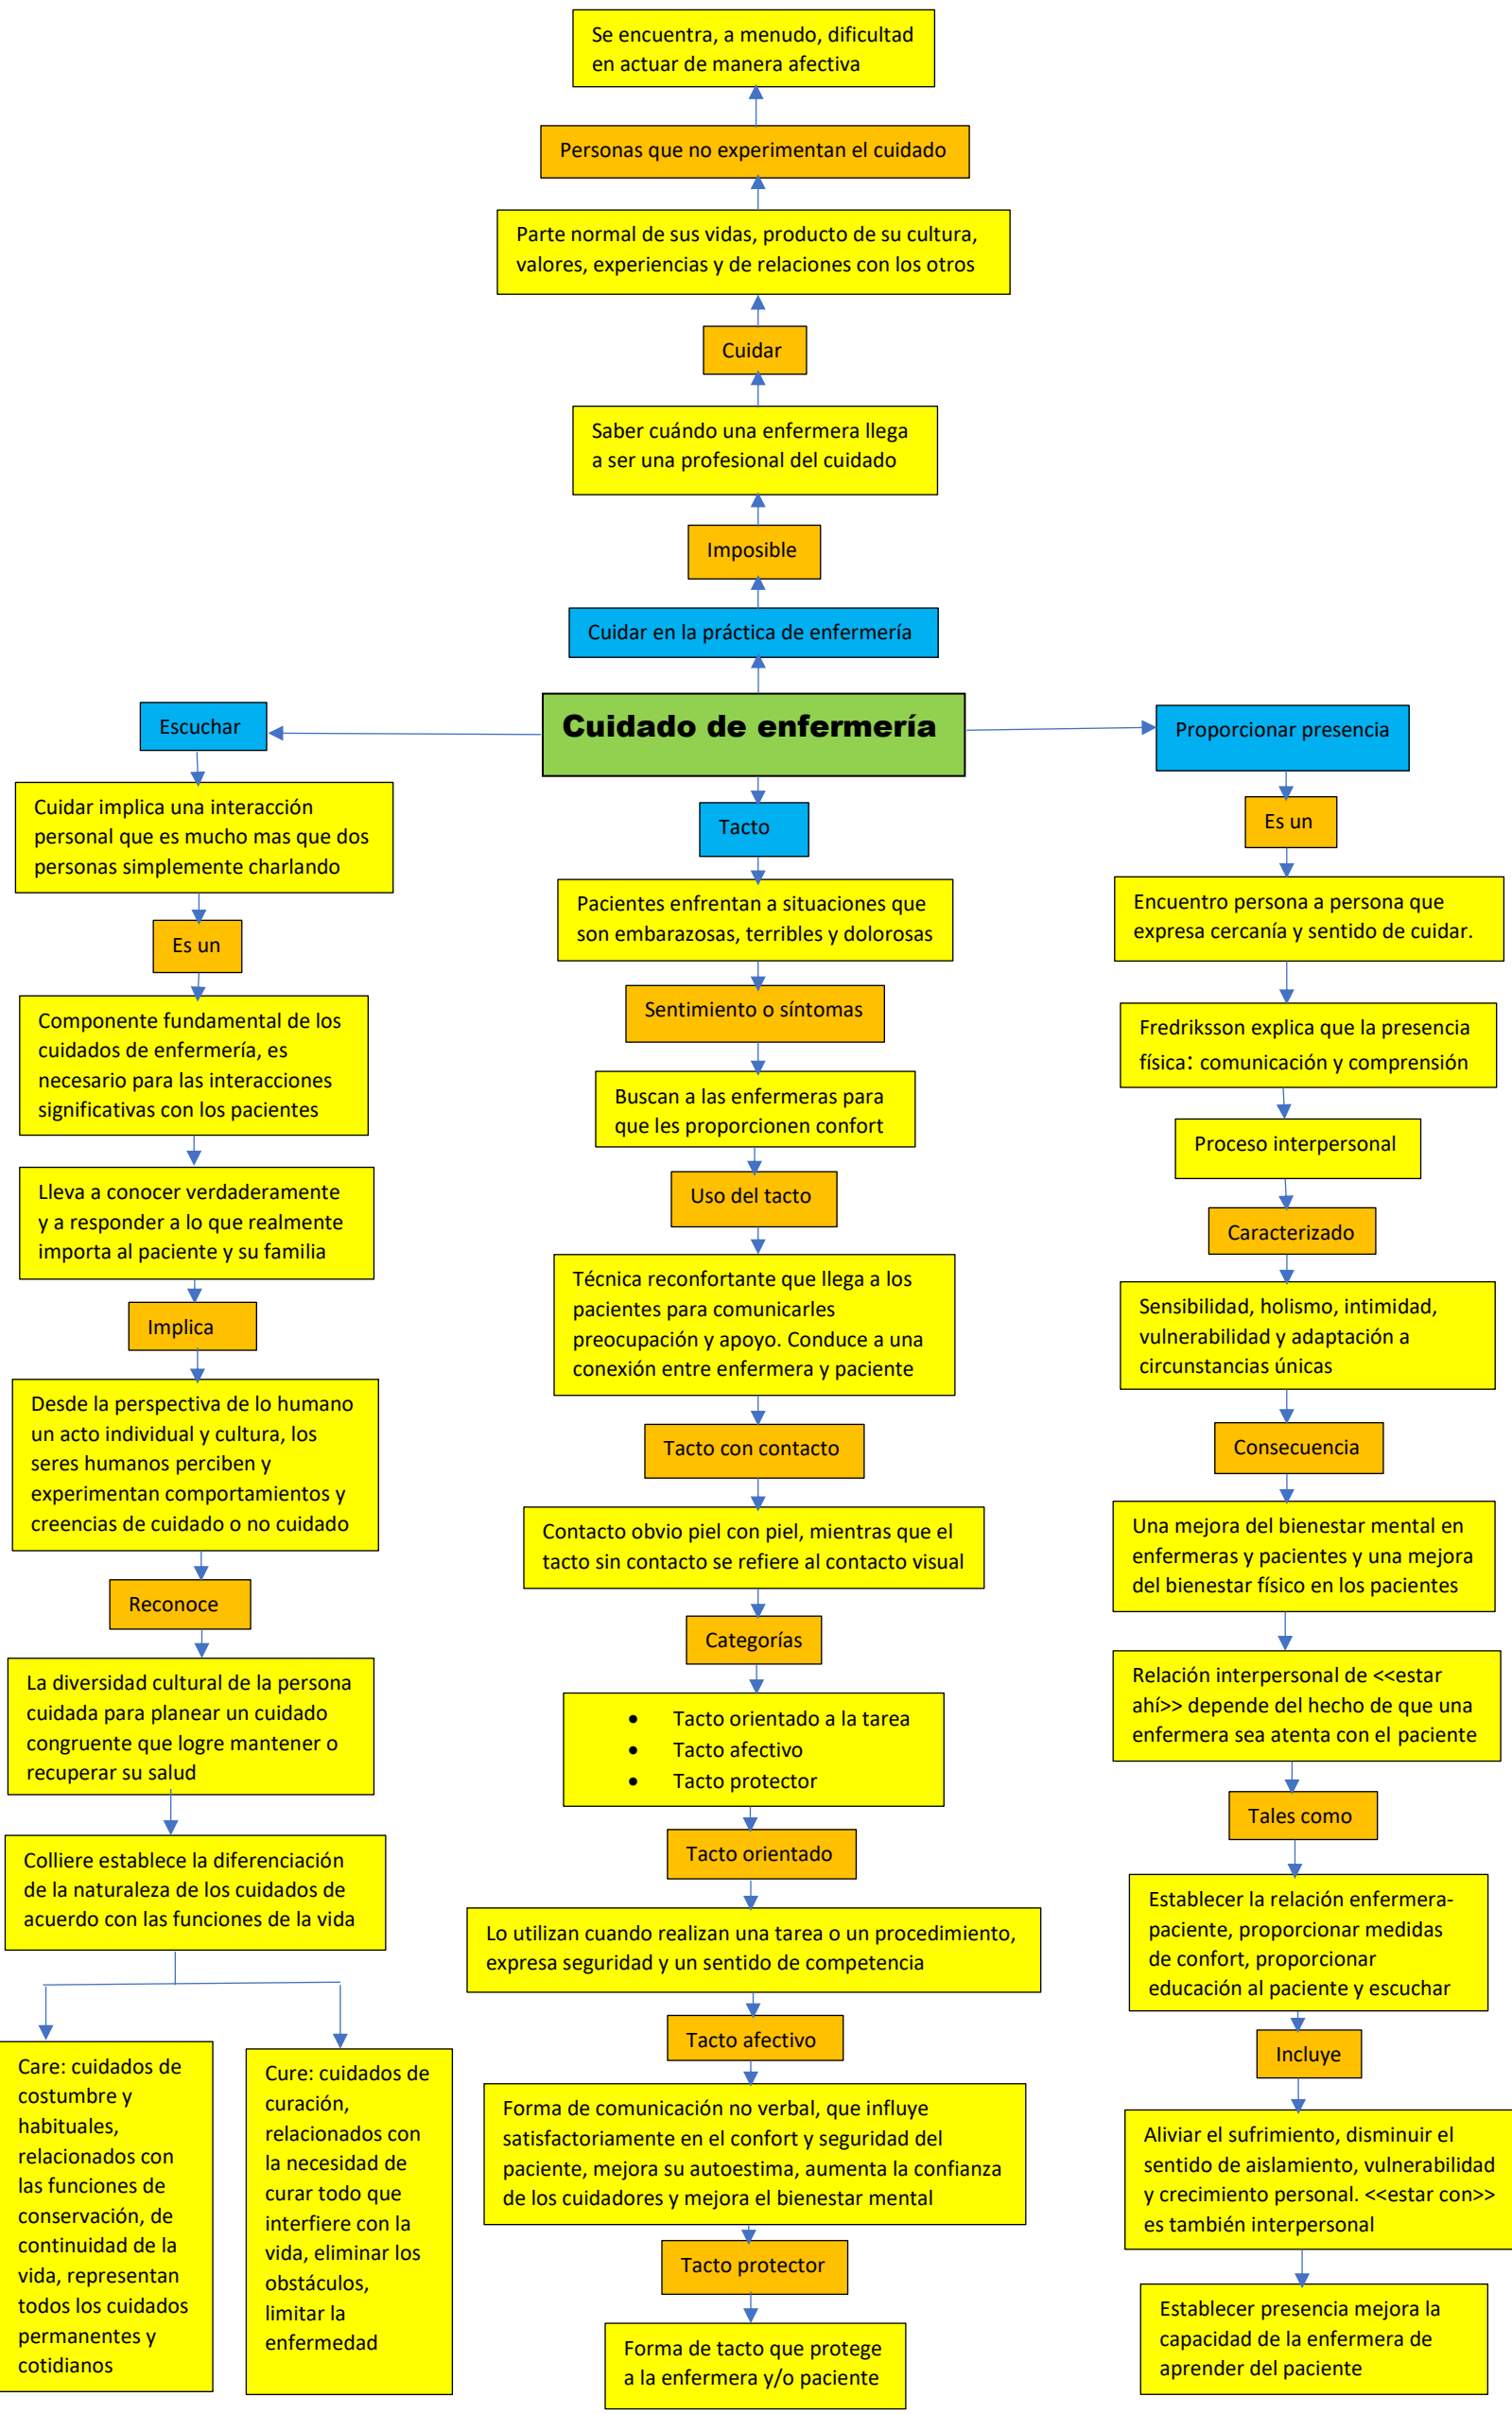 Se encuentra, a menudo, dificultad
en actuar de manera afectiva
Personas que no experimentan el cuidado
Parte normal de sus vidas, producto de su cultura,
valores, experiencias y de relaciones con los otros
Cuidar
Saber cuándo una enfermera llega
a ser una profesional del cuidado
Imposible
Cuidar en la práctica de enfermería
Cuidado de enfermería
Escuchar
Cuidar implica una interacción
personal que es mucho mas que dos
personas simplemente charlando
Es un
Componente fundamental de los
cuidados de enfermería, es
necesario para las interacciones
significativas con los pacientes
Lleva a conocer verdaderamente
y a responder a lo que realmente
importa al paciente y su familia
Implica
Desde la perspectiva de lo humano
un acto individual y cultura, los
seres humanos perciben y
experimentan comportamientos y
creencias de cuidado o no cuidado
Reconoce
La diversidad cultural de la persona
cuidada para planear un cuidado
congruente que logre mantener o
recuperar su salud
Colliere establece la diferenciación
de la naturaleza de los cuidados de
acuerdo con las funciones de la vida
Care: cuidados de
costumbre y
habituales,
relacionados con
las funciones de
conservación, de
continuidad de la
vida, representan
todos los cuidados
permanentes y
cotidianos
Cure: cuidados de
curación,
relacionados con
la necesidad de
curar todo que
interfiere con la
vida, eliminar los
obstáculos,
limitar la
enfermedad
Tacto
Pacientes enfrentan a situaciones que
son embarazosas, terribles y dolorosas
Sentimiento o síntomas
Buscan a las enfermeras para
que les proporcionen confort
Uso del tacto
Técnica reconfortante que llega a los
pacientes para comunicarles
preocupación y apoyo. Conduce a una
conexión entre enfermera y paciente
Tacto con contacto
Contacto obvio piel con piel, mientras que el
tacto sin contacto se refiere al contacto visual
Categorías
• Tacto orientado a la tarea
• Tacto afectivo
• Tacto protector
Tacto orientado
Lo utilizan cuando realizan una tarea o un procedimiento,
expresa seguridad y un sentido de competencia
Tacto afectivo
Forma de comunicación no verbal, que influye
satisfactoriamente en el confort y seguridad del
paciente, mejora su autoestima, aumenta la confianza
de los cuidadores y mejora el bienestar mental
Tacto protector
Forma de tacto que protege
a la enfermera y/o paciente
Proporcionar presencia
Es un
Encuentro persona a persona que
expresa cercanía y sentido de cuidar.
Fredriksson explica que la presencia
física: comunicación y comprensión
Proceso interpersonal
Caracterizado
Sensibilidad, holismo, intimidad,
vulnerabilidad y adaptación a
circunstancias únicas
Consecuencia
Una mejora del bienestar mental en
enfermeras y pacientes y una mejora
del bienestar físico en los pacientes
Relación interpersonal de <<estar
ahí>> depende del hecho de que una
enfermera sea atenta con el paciente
Tales como
Establecer la relación enfermera-
paciente, proporcionar medidas
de confort, proporcionar
educación al paciente y escuchar
Incluye
Aliviar el sufrimiento, disminuir el
sentido de aislamiento, vulnerabilidad
y crecimiento personal. <<estar con>>
es también interpersonal
Establecer presencia mejora la
capacidad de la enfermera de
aprender del paciente